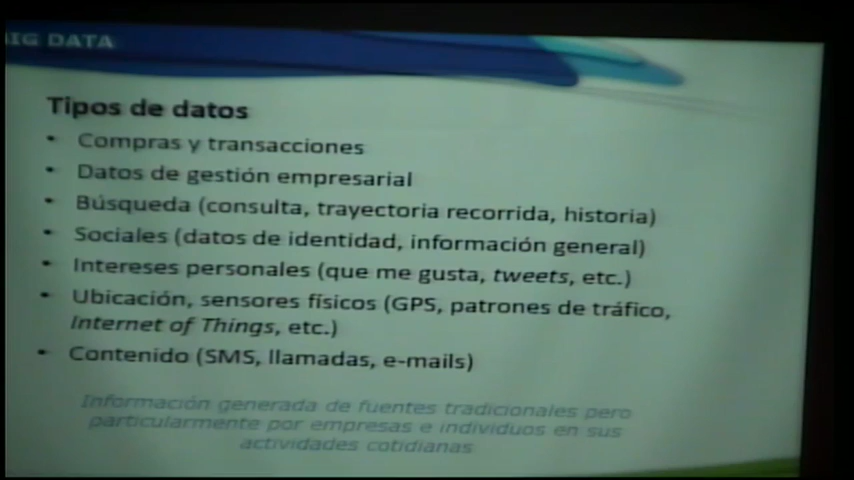 BIG DATA
Tipos de datos
• Compras y transacciones
• Datos de gestión empresarial
• Búsqueda (consulta, trayectoria recorrida, historia)
• Sociales (datos de identidad, información general)
• Intereses personales (que me gusta, tweets, etc.)
• Ubicación, sensores físicos (GPS, patrones de tráfico,
Internet of Things, etc.)
• Contenido (SMS, llamadas, e-mails)
Información generada de fuentes tradicionales pero
particularmente por empresas e individuos en sus
actividades cotidianas